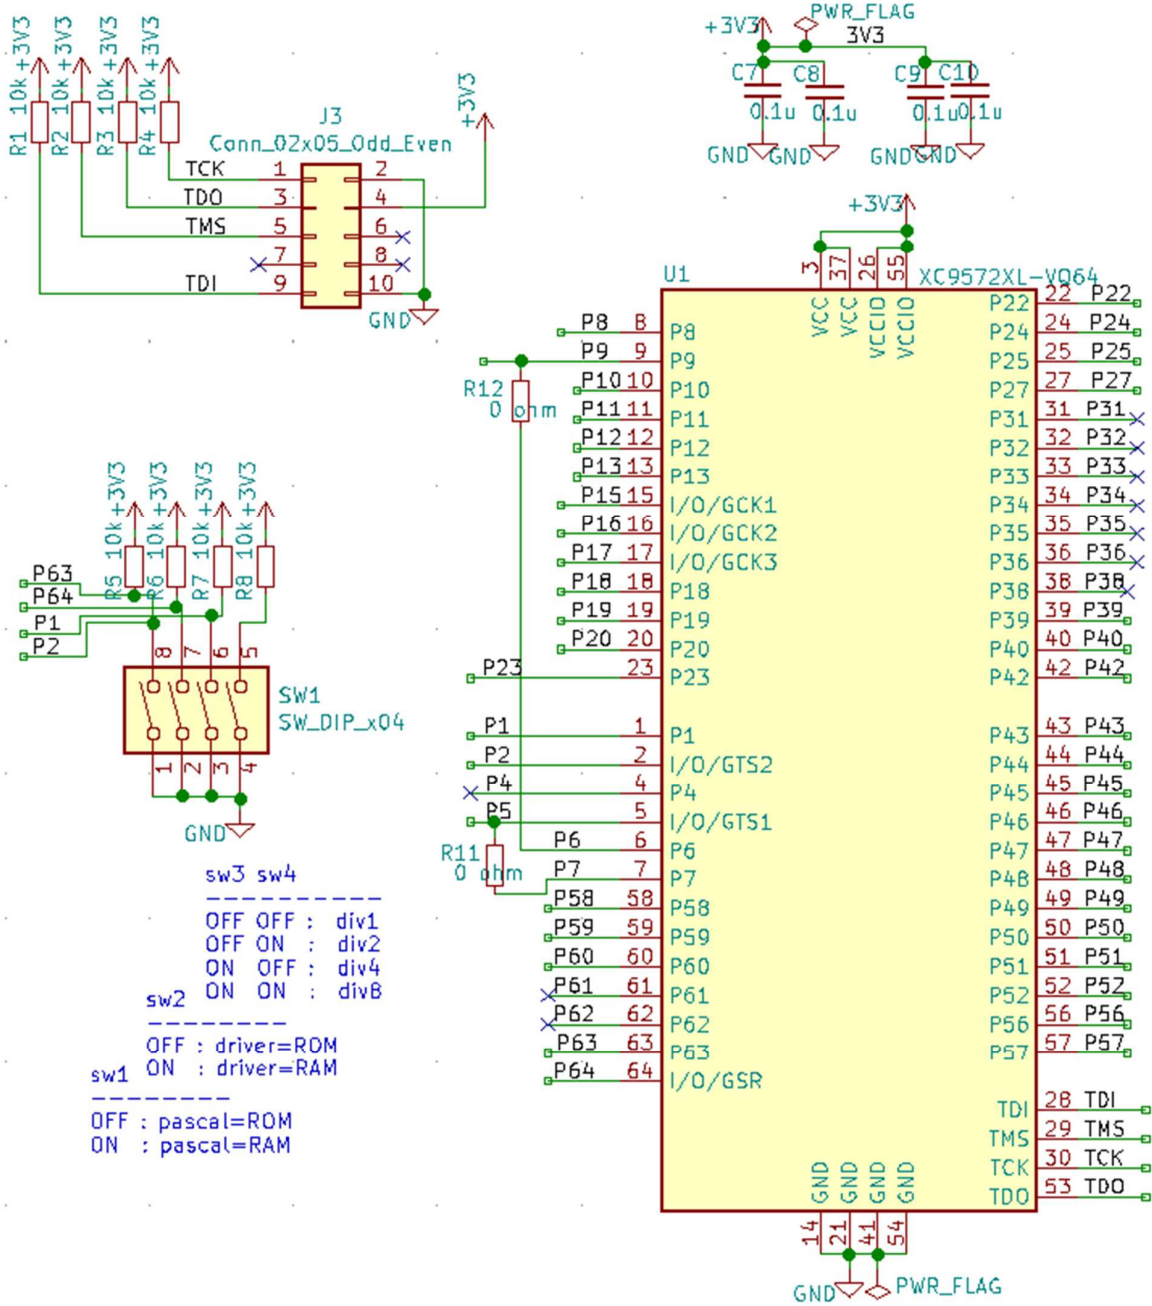 +3V3 +3V3 +3V3 +3V3
10k 10k 10k 10k
R1 R2 R3 R4
J3
Conn_02x05_Odd_Even
+3V3
TCK 1 2
TDO 3 4
TMS 5 6
7 8
TDI 9 10
GND
PWR_FLAG
+3V3 3V3
C7 C8 C9 C10
0.1u 0.1u 0.1u 0.1u
GND GND GND GND
+3V3 +3V3 +3V3 +3V3
10k 10k 10k 10k
R5 R6 R7 R8
P63
P64
P1
P2
8 7 6 5
SW1
SW_DIP_x04
1 2 3 4
GND
sw3 sw4
----------
OFF OFF : div1
OFF ON : div2
ON OFF : div4
ON ON : div8
sw2
--------
OFF : driver=ROM
ON : driver=RAM
sw1
--------
OFF : pascal=ROM
ON : pascal=RAM
+3V3
3 37 26 55
U1 XC9572XL-VQ64
VCC VCC VCCIO VCCIO
P22 22 P22
P8 8 P8 P24 24 P24
P9 9 P9 P25 25 P25
R12
0 ohm
P10 10 P10 P27 27 P27
P11 11 P11 P31 31 P31
P12 12 P12 P32 32 P32
P13 13 P13 P33 33 P33
P15 15 I/O/GCK1 P34 34 P34
P16 16 I/O/GCK2 P35 35 P35
P17 17 I/O/GCK3 P36 36 P36
P18 18 P18 P38 38 P38
P19 19 P19 P39 39 P39
P20 20 P20 P40 40 P40
P23 23 P23 P42 42 P42
P1 1 P1 P43 43 P43
P2 2 I/O/GTS2 P44 44 P44
P4 4 P4 P45 45 P45
P5 5 I/O/GTS1 P46 46 P46
R11
0 ohm
P6 6 P6 P47 47 P47
P7 7 P7 P48 48 P48
P58 58 P58 P49 49 P49
P59 59 P59 P50 50 P50
P60 60 P60 P51 51 P51
P61 61 P61 P52 52 P52
P62 62 P62 P56 56 P56
P63 63 P63 P57 57 P57
P64 64 I/O/GSR
TDI 28 TDI
TMS 29 TMS
TCK 30 TCK
TDO 53 TDO
GND GND GND GND
14 21 41 54
GND PWR_FLAG